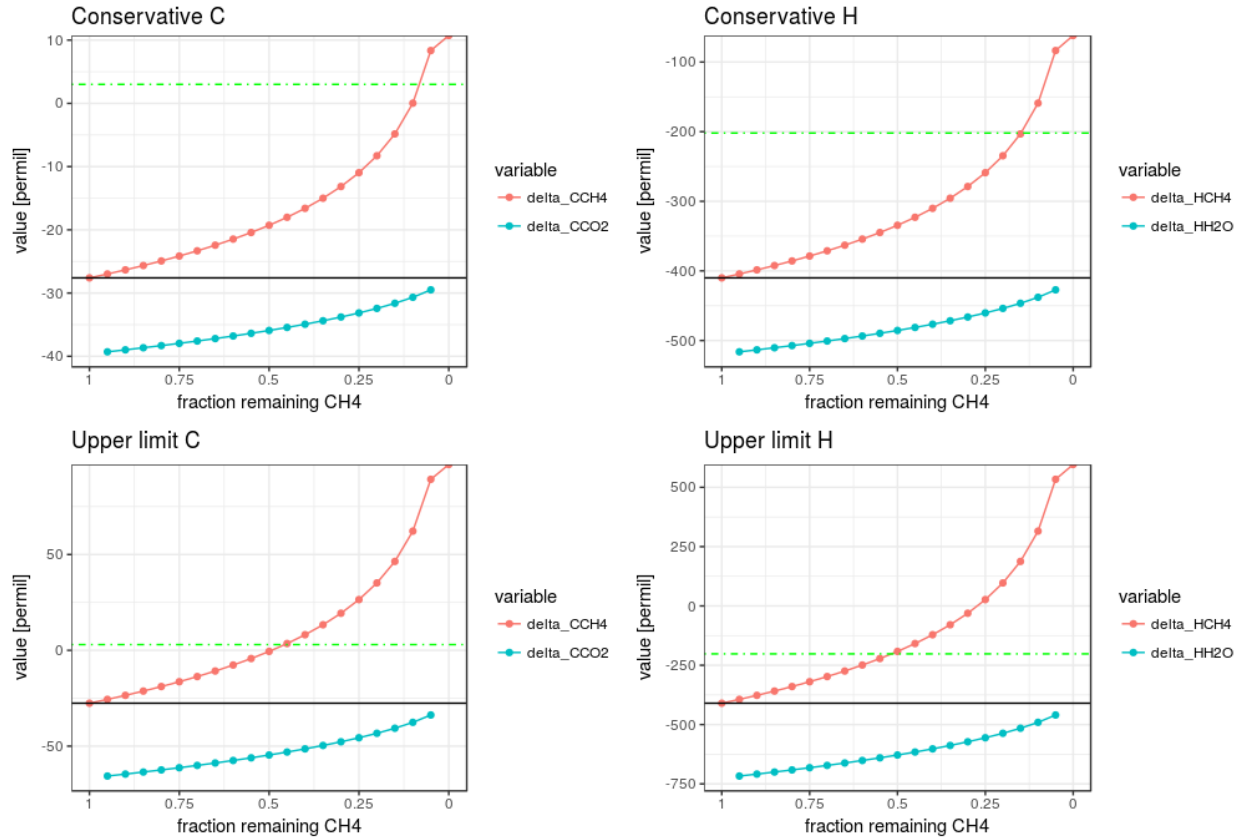 Conservative C
10
0
-10
-20
-30
-40
value [permil]
1
0.75
0.5
0.25
0
fraction remaining CH4
variable
delta_CCH4
delta_CCO2
Conservative H
-100
-200
-300
-400
-500
value [permil]
1
0.75
0.5
0.25
0
fraction remaining CH4
variable
delta_HCH4
delta_HH2O
Upper limit C
50
0
-50
value [permil]
1
0.75
0.5
0.25
0
fraction remaining CH4
variable
delta_CCH4
delta_CCO2
Upper limit H
500
250
0
-250
-500
-750
value [permil]
1
0.75
0.5
0.25
0
fraction remaining CH4
variable
delta_HCH4
delta_HH2O